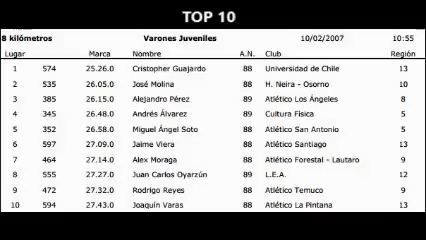 TOP 10
8 kilómetros Varones Juveniles 10/02/2007 10:55
Lugar Marca Nombre A.N. Club Región
1 574 25.26.0 Cristopher Guajardo 88 Universidad de Chile 13
2 535 26.05.0 José Molina 88 H. Neira - Osorno 10
3 385 26.15.0 Alejandro Pérez 89 Atlético Los Ángeles 8
4 345 26.48.0 Andrés Álvarez 89 Cultura Física 5
5 352 26.58.0 Miguel Ángel Soto 88 Atlético San Antonio 5
6 597 27.09.0 Jaime Viera 88 Atlético Santiago 13
7 464 27.14.0 Alex Moraga 88 Atlético Forestal - Lautaro 9
8 555 27.27.0 Juan Carlos Oyarzún 89 L.E.A. 12
9 472 27.32.0 Rodrigo Reyes 88 Atlético Temuco 9
10 594 27.43.0 Joaquín Varas 88 Atlético La Pintana 13